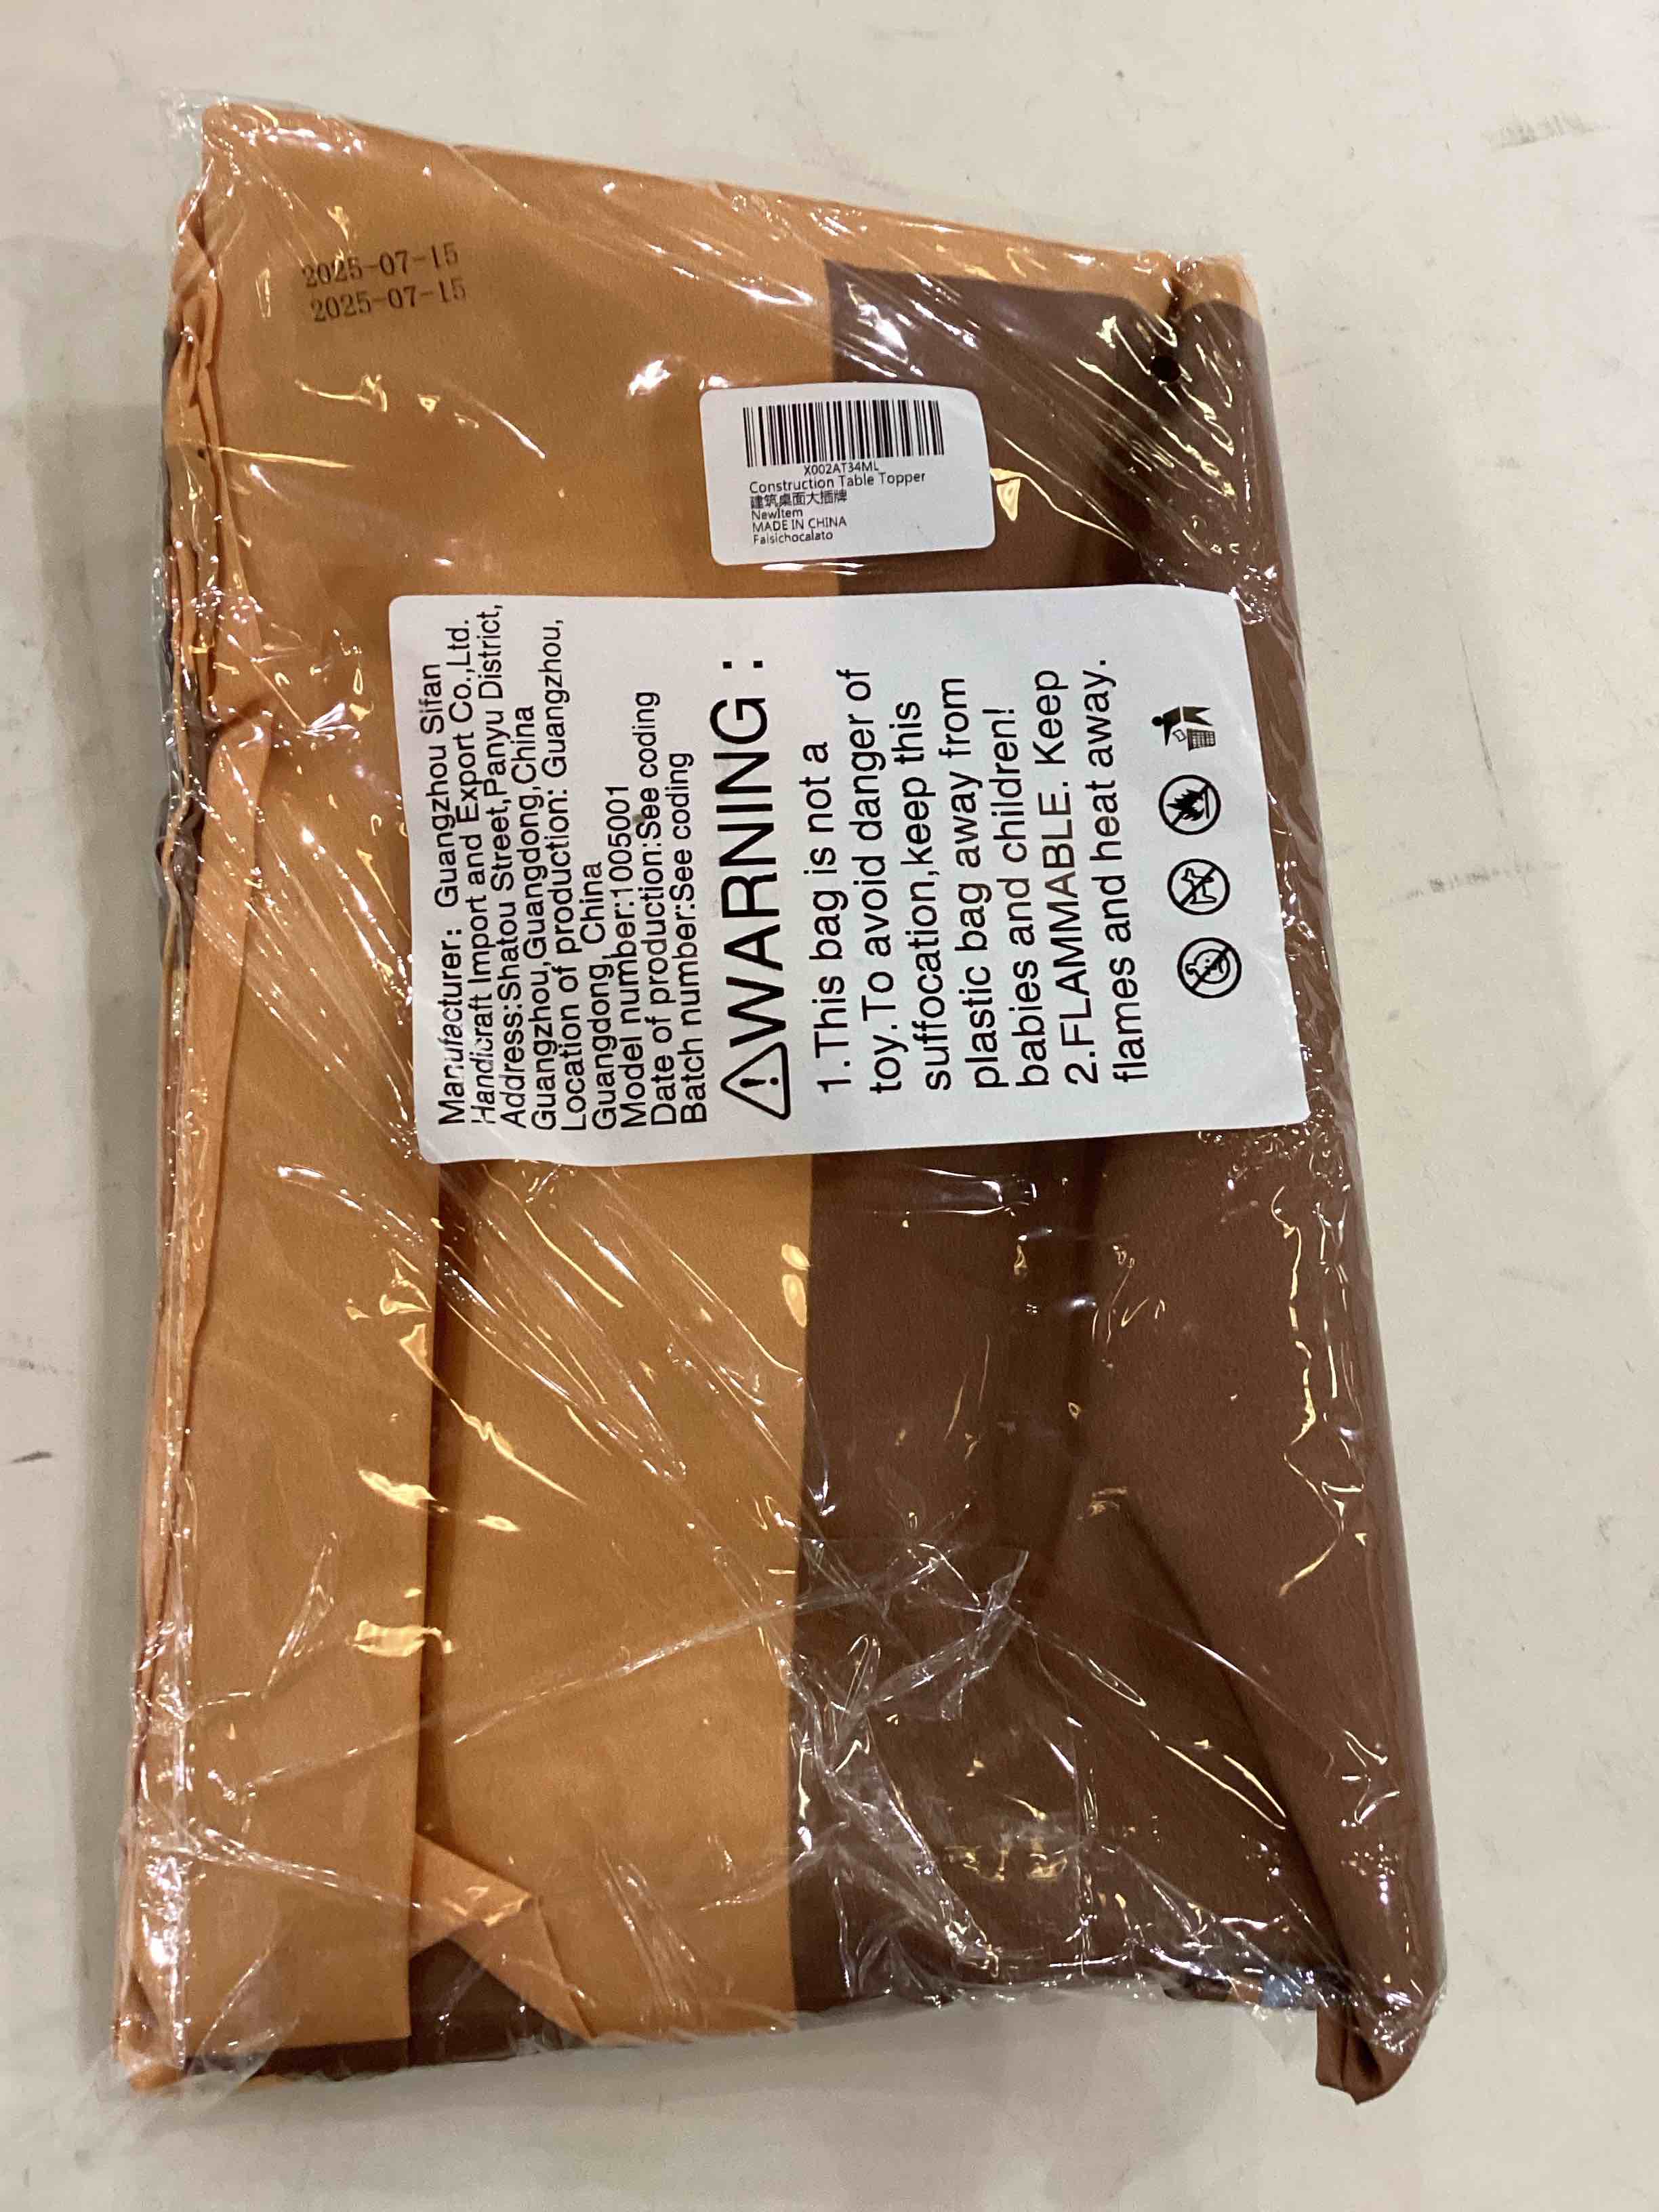 2025-07-15
2025-07-15
X002AT34ML
Construction Table Topper
建筑桌面大插牌
NewItem
MADE IN CHINA
Falsichocalato
Manufacturer: Guangzhou Sifan
Handicraft Import and Export Co.,Ltd.
Address:Shatou Street,Panyu District,
Guangzhou,Guangdong,China
Location of production: Guangzhou,
Guangdong, China
Model number:1005001
Date of production:See coding
Batch number:See coding
WARNING:
1.This bag is not a
toy.To avoid danger of
suffocation,keep this
plastic bag away from
babies and children!
2.FLAMMABLE. Keep
flames and heat away.